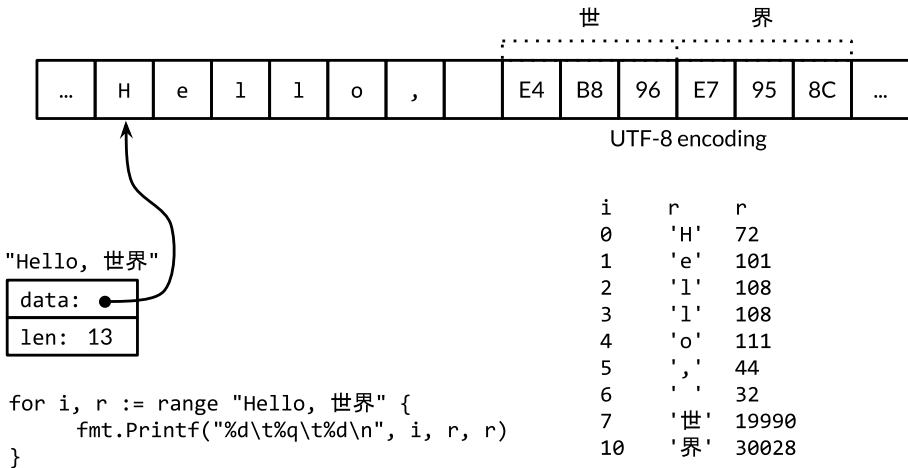 世 界
… H e l l o , E4 B8 96 E7 95 8C …
UTF-8 encoding
"Hello, 世界"
data:
len: 13
for i, r := range "Hello, 世界" {
fmt.Printf("%d\t%q\t%d\n", i, r, r)
}
i r r
0 'H' 72
1 'e' 101
2 'l' 108
3 'l' 108
4 'o' 111
5 ',' 44
6 ' ' 32
7 '世' 19990
10 '界' 30028